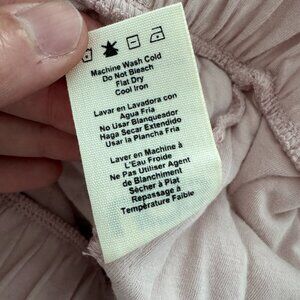 Machine Wash Cold
Do Not Bleach
Flat Dry
Cool Iron
Lavar en Lavadora con
Agua Fria
No Usar Blanqueador
Haga Secar Extendido
Usar la Plancha Fria
Laver en Machine à
L'Eau Froide
Ne Pas Utiliser Agent
de Blanchiment
Sècher à Plat
Repassage à
Température Faible